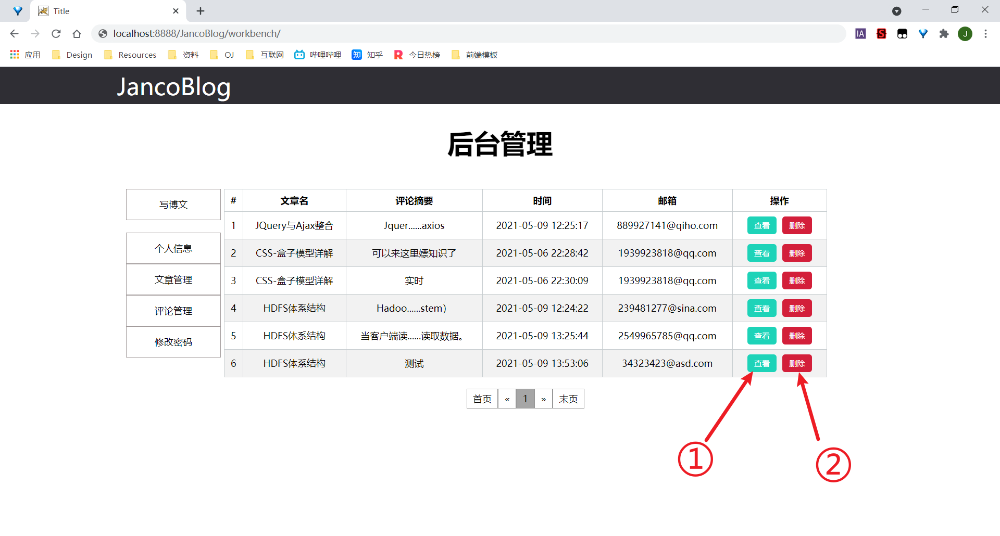 Title
localhost:8888/JancoBlog/workbench/
IA S J
应用 Design Resources 资料 OJ 互联网 哔哩哔哩 知 知乎 R 今日热榜 前端模板
JancoBlog
后台管理
写博文
个人信息
文章管理
评论管理
修改密码
# 文章名 评论摘要 时间 邮箱 操作
1 JQuery与Ajax整合 Jquer......axios 2021-05-09 12:25:17 889927141@qiho.com 查看 删除
2 CSS-盒子模型详解 可以来这里嫖知识了 2021-05-06 22:28:42 1939923818@qq.com 查看 删除
3 CSS-盒子模型详解 实时 2021-05-06 22:30:09 1939923818@qq.com 查看 删除
4 HDFS体系结构 Hadoo......stem） 2021-05-09 12:24:22 239481277@sina.com 查看 删除
5 HDFS体系结构 当客户端读......读取数据。 2021-05-09 13:25:44 2549965785@qq.com 查看 删除
6 HDFS体系结构 测试 2021-05-09 13:53:06 34323423@asd.com 查看 删除
首页 « 1 » 末页
① ②